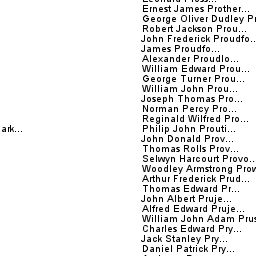 Ernest James Prother...
George Oliver Dudley Pr
Robert Jackson Prou...
John Frederick Proudfo...
James Proudfo...
Alexander Proudlo...
William Edward Prou...
George Turner Prou...
William John Prou...
Joseph Thomas Pro...
Norman Percy Pro...
Reginald Wilfred Pro...
ark... Philip John Prouti...
John Donald Prov...
Thomas Rolls Prov...
Selwyn Harcourt Provo...
Woodley Armstrong Prov
Arthur Frederick Prud...
Thomas Edward Pr...
John Albert Pruje...
Alfred Edward Pruje...
William John Adam Prus
Charles Edward Pry...
Jack Stanley Pry...
Daniel Patrick Pry...